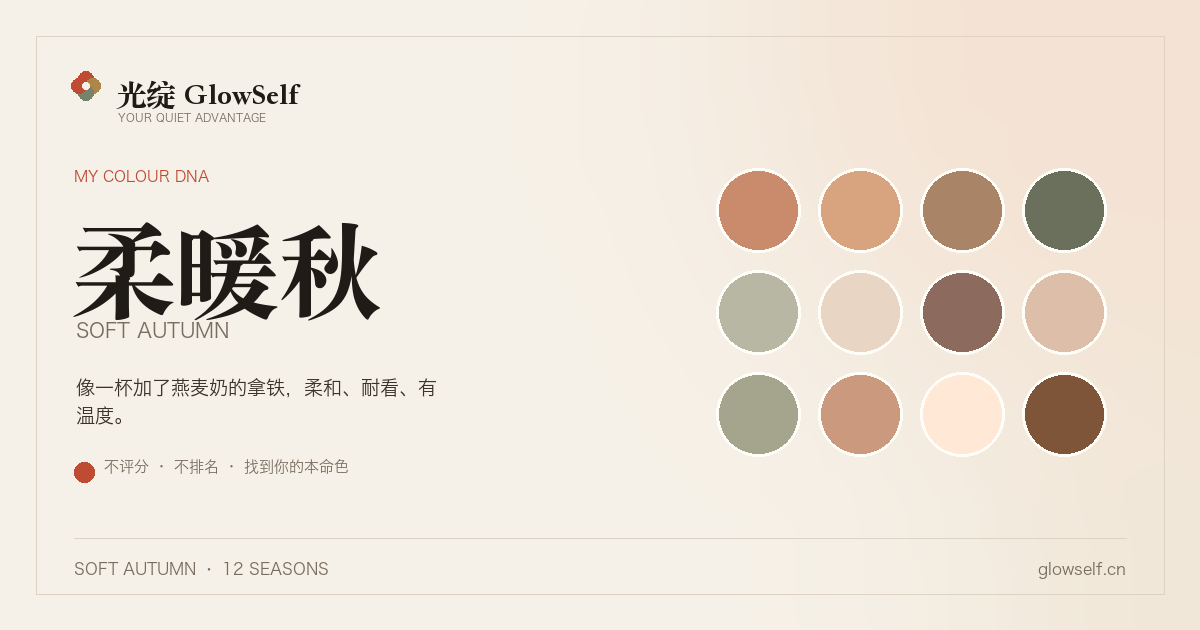 光绽 GlowSelf
YOUR QUIET ADVANTAGE
MY COLOUR DNA
柔暖秋
SOFT AUTUMN
像一杯加了燕麦奶的拿铁，柔和、耐看、有
温度。
不评分 · 不排名 · 找到你的本命色
SOFT AUTUMN · 12 SEASONS
glowself.cn